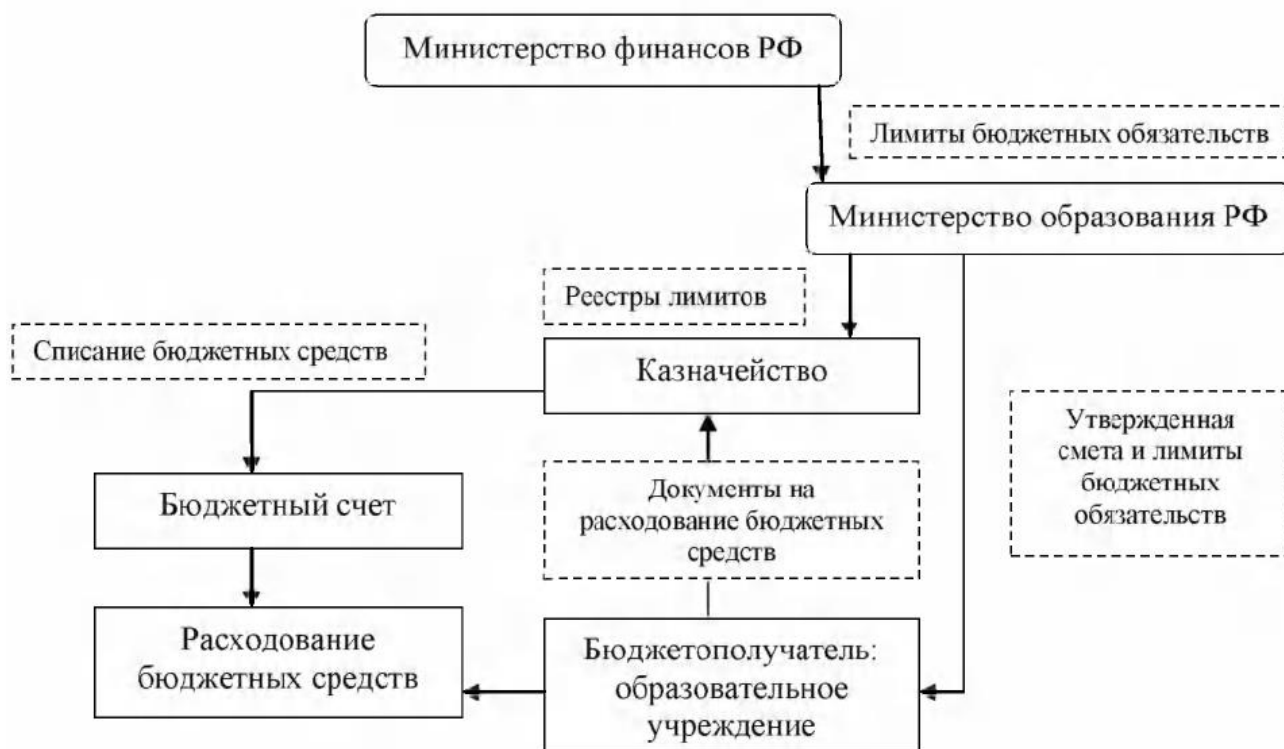 Министерство финансов РФ
Лимиты бюджетных обязательств
Министерство образования РФ
Реестры лимитов
Списание бюджетных средств
Казначейство
Утвержденная
смета и лимиты
бюджетных
обязательств
Бюджетный счет
Документы на
расходование бюджетных
средств
Расходование
бюджетных средств
Бюджетополучатель:
образовательное
учреждение